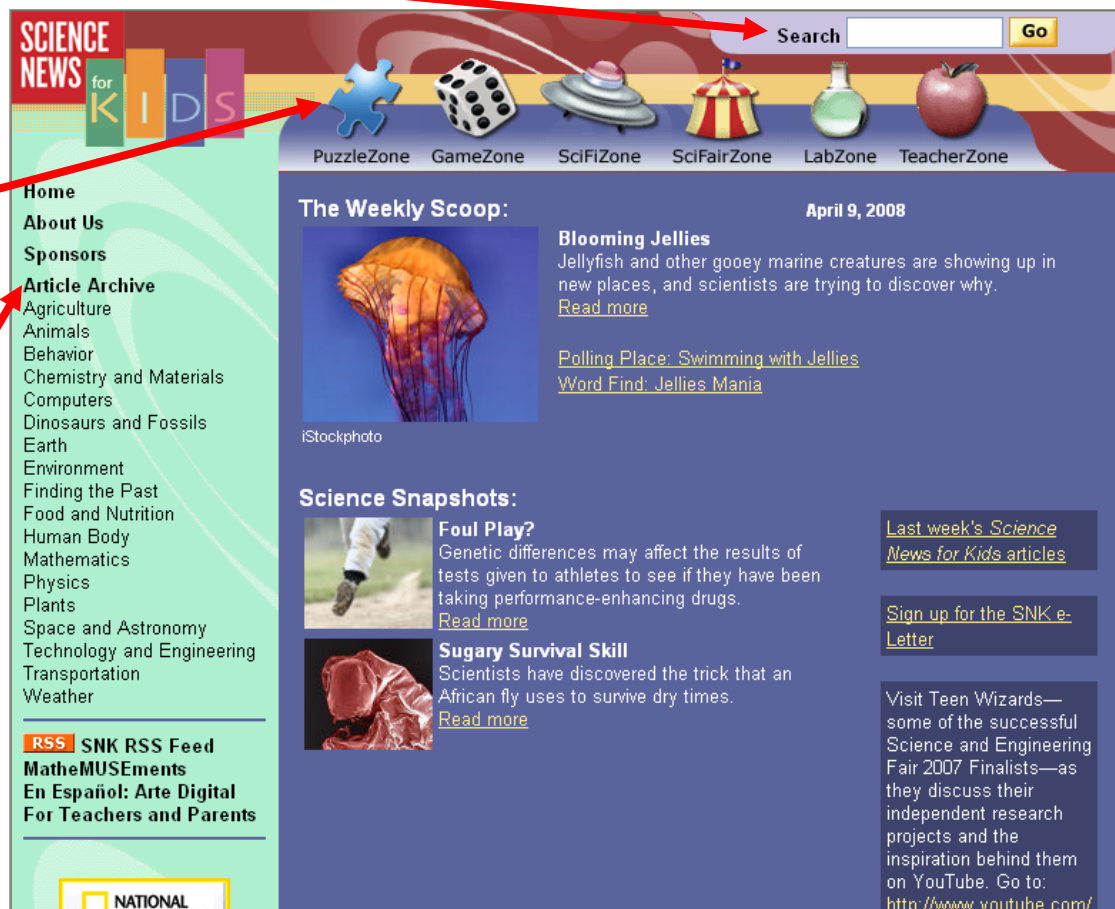 SCIENCE
NEWS for
KIDS
Search Go
PuzzleZone GameZone SciFiZone SciFairZone LabZone TeacherZone
Home
About Us
Sponsors
Article Archive
Agriculture
Animals
Behavior
Chemistry and Materials
Computers
Dinosaurs and Fossils
Earth
Environment
Finding the Past
Food and Nutrition
Human Body
Mathematics
Physics
Plants
Space and Astronomy
Technology and Engineering
Transportation
Weather
RSS SNK RSS Feed
MatheMUSEments
En Español: Arte Digital
For Teachers and Parents
NATIONAL
The Weekly Scoop: April 9, 2008
Blooming Jellies
Jellyfish and other gooey marine creatures are showing up in
new places, and scientists are trying to discover why.
Read more
Polling Place: Swimming with Jellies
Word Find: Jellies Mania
iStockphoto
Science Snapshots:
Foul Play?
Genetic differences may affect the results of
tests given to athletes to see if they have been
taking performance-enhancing drugs.
Read more
Sugary Survival Skill
Scientists have discovered the trick that an
African fly uses to survive dry times.
Read more
Last week's Science
News for Kids articles
Sign up for the SNK e-
Letter
Visit Teen Wizards—
some of the successful
Science and Engineering
Fair 2007 Finalists—as
they discuss their
independent research
projects and the
inspiration behind them
on YouTube. Go to:
http://www.youtube.com/